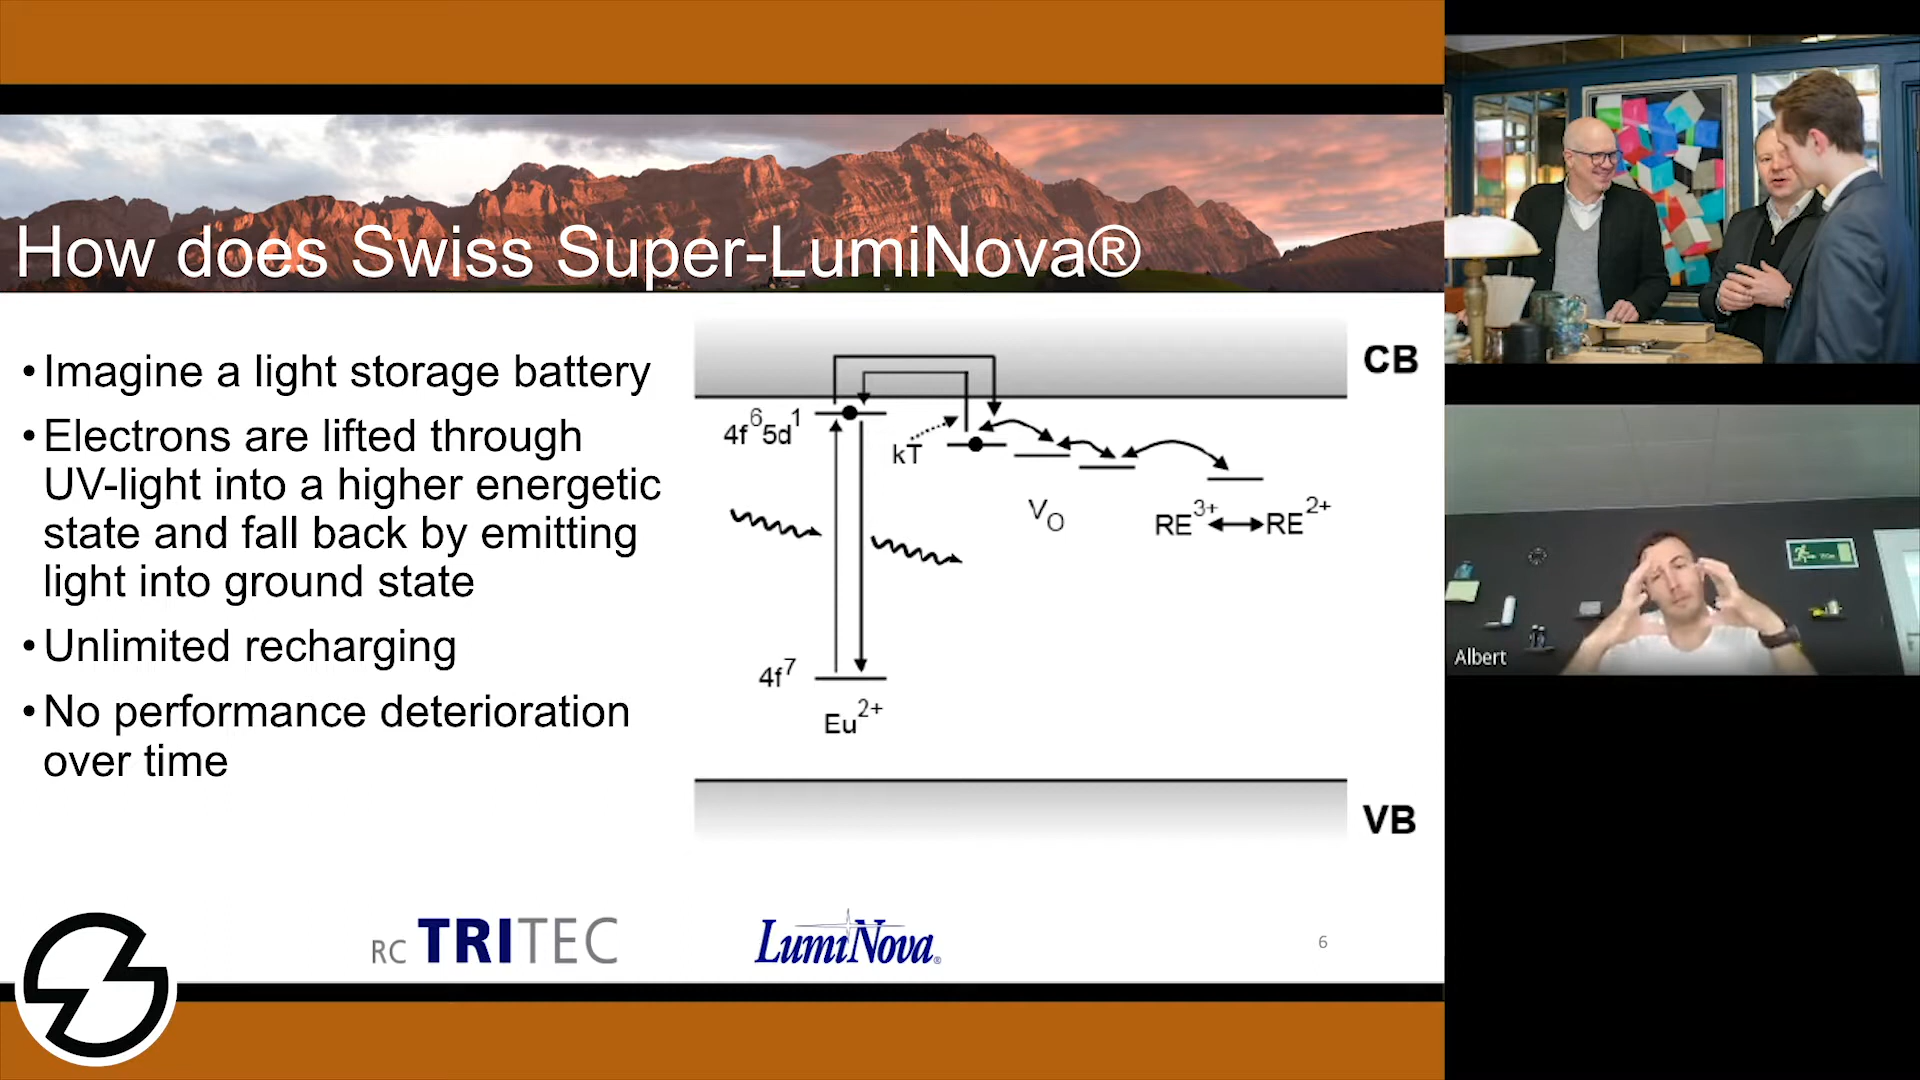 How does Swiss Super-LumiNova®
• Imagine a light storage battery
• Electrons are lifted through
UV-light into a higher energetic
state and fall back by emitting
light into ground state
• Unlimited recharging
• No performance deterioration
over time
CB
4f⁶5d¹
kT
V_O
RE³⁺ ↔ RE²⁺
4f⁷
Eu²⁺
VB
RC TRITEC
LumiNova®
6
Albert